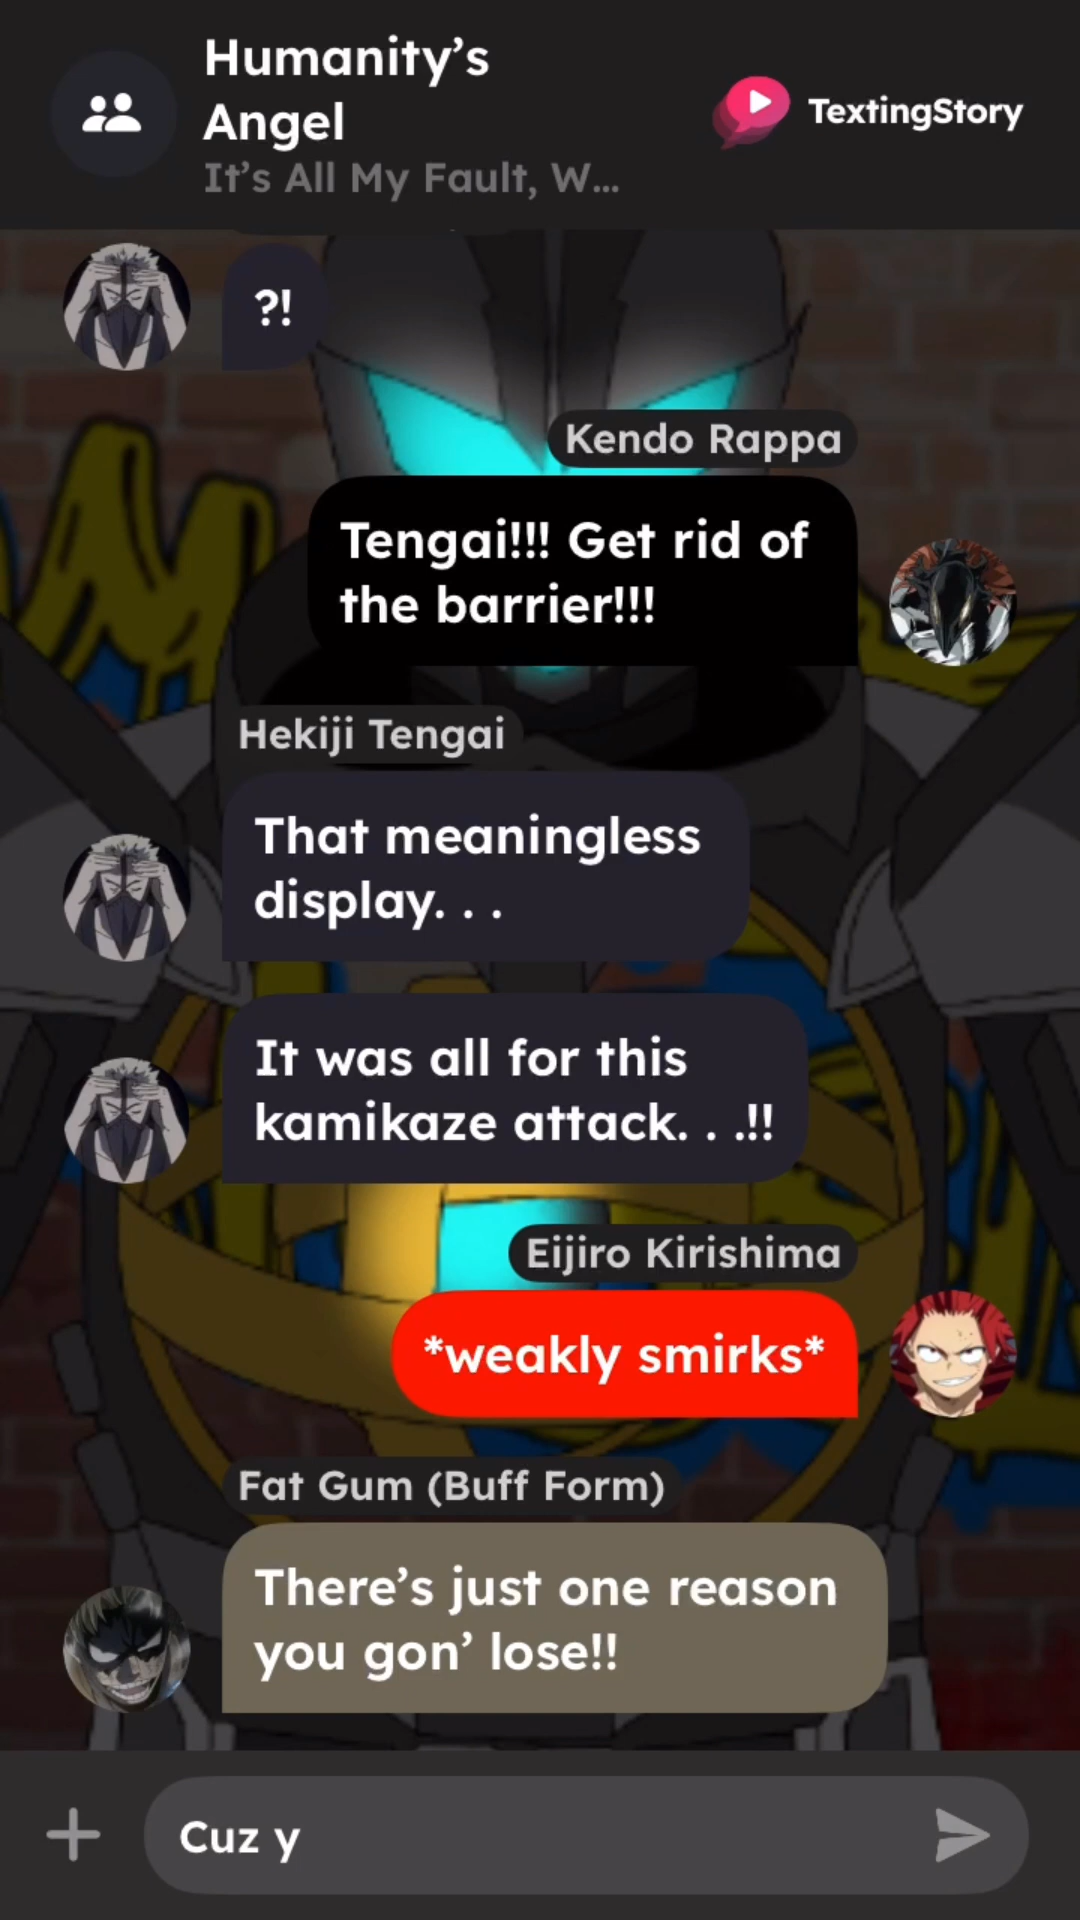 Humanity's
Angel
It's All My Fault, W...
TextingStory
?!
Kendo Rappa
Tengai!!! Get rid of
the barrier!!!
Hekiji Tengai
That meaningless
display. . .
It was all for this
kamikaze attack. . .!!
Eijiro Kirishima
*weakly smirks*
Fat Gum (Buff Form)
There's just one reason
you gon' lose!!
Cuz y